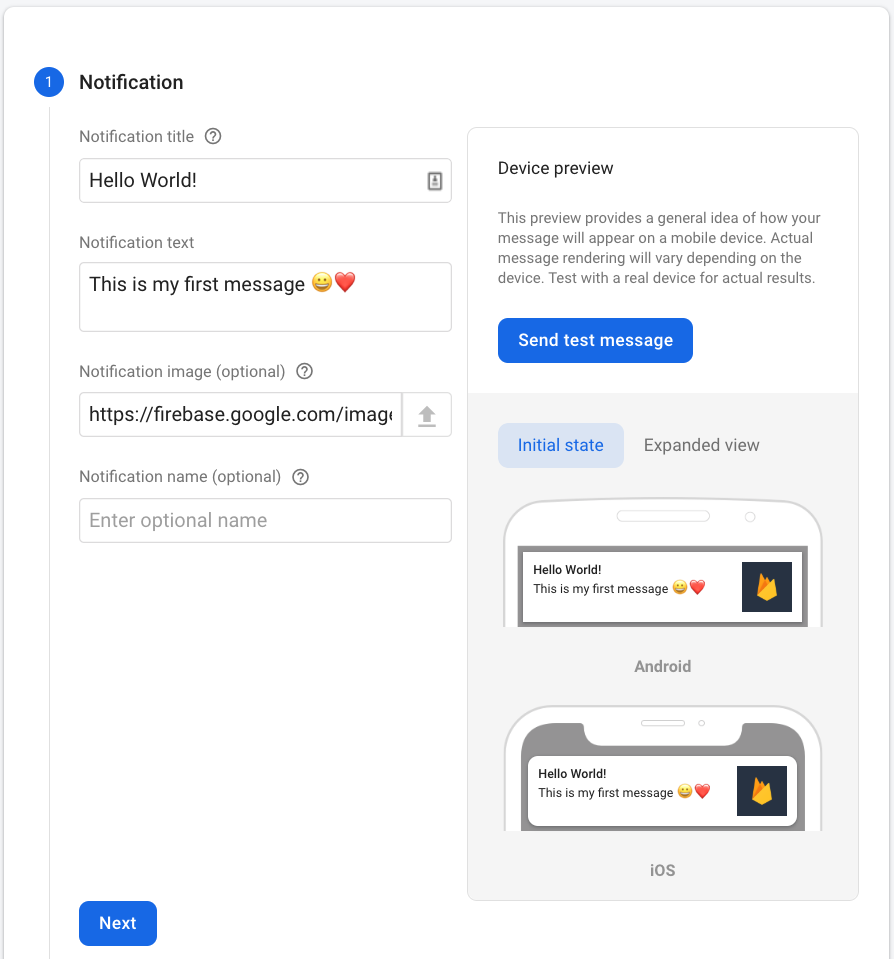 1 Notification
Notification title
Hello World!
Notification text
This is my first message 😀❤️
Notification image (optional)
https://firebase.google.com/image
Notification name (optional)
Enter optional name
Next
Device preview
This preview provides a general idea of how your
message will appear on a mobile device. Actual
message rendering will vary depending on the
device. Test with a real device for actual results.
Send test message
Initial state Expanded view
Hello World!
This is my first message 😀❤️
Android
Hello World!
This is my first message 😀❤️
iOS